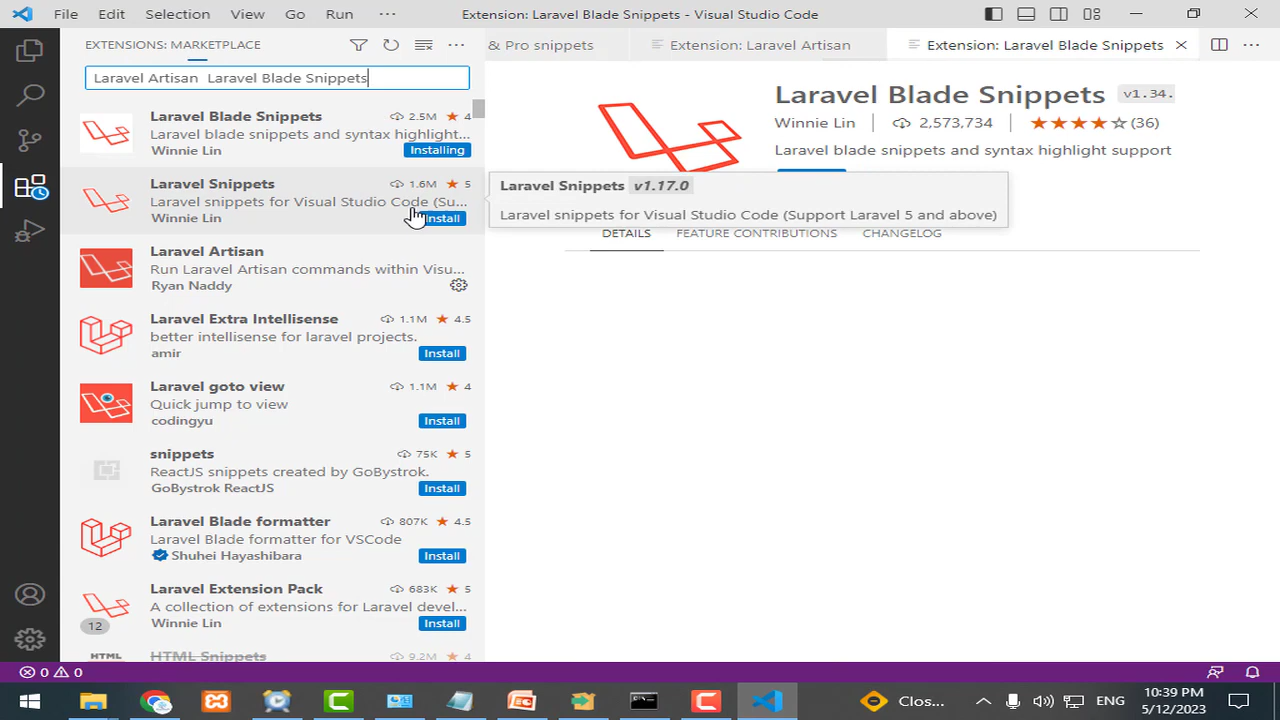 File Edit Selection View Go Run ··· Extension: Laravel Blade Snippets - Visual Studio Code
EXTENSIONS: MARKETPLACE
& Pro snippets Extension: Laravel Artisan Extension: Laravel Blade Snippets
Laravel Artisan  Laravel Blade Snippets
Laravel Blade Snippets 2.5M 4
Laravel blade snippets and syntax highlight...
Winnie Lin Installing
Laravel Snippets 1.6M 5
Laravel snippets for Visual Studio Code (Su...
Winnie Lin Install
Laravel Artisan
Run Laravel Artisan commands within Visu...
Ryan Naddy
Laravel Extra Intellisense 1.1M 4.5
better intellisense for laravel projects.
amir Install
Laravel goto view 1.1M 4
Quick jump to view
codingyu Install
snippets 75K 5
ReactJS snippets created by GoBystrok.
GoBystrok ReactJS Install
Laravel Blade formatter 807K 4.5
Laravel Blade formatter for VSCode
Shuhei Hayashibara Install
Laravel Extension Pack 683K 5
A collection of extensions for Laravel devel...
12 Winnie Lin Install
HTML HTML Snippets 9.2M 4
Laravel Blade Snippets v1.34.
Winnie Lin 2,573,734 (36)
Laravel blade snippets and syntax highlight support
Laravel Snippets v1.17.0
Laravel snippets for Visual Studio Code (Support Laravel 5 and above)
DETAILS FEATURE CONTRIBUTIONS CHANGELOG
0 0
Clos... ENG 10:39 PM
5/12/2023